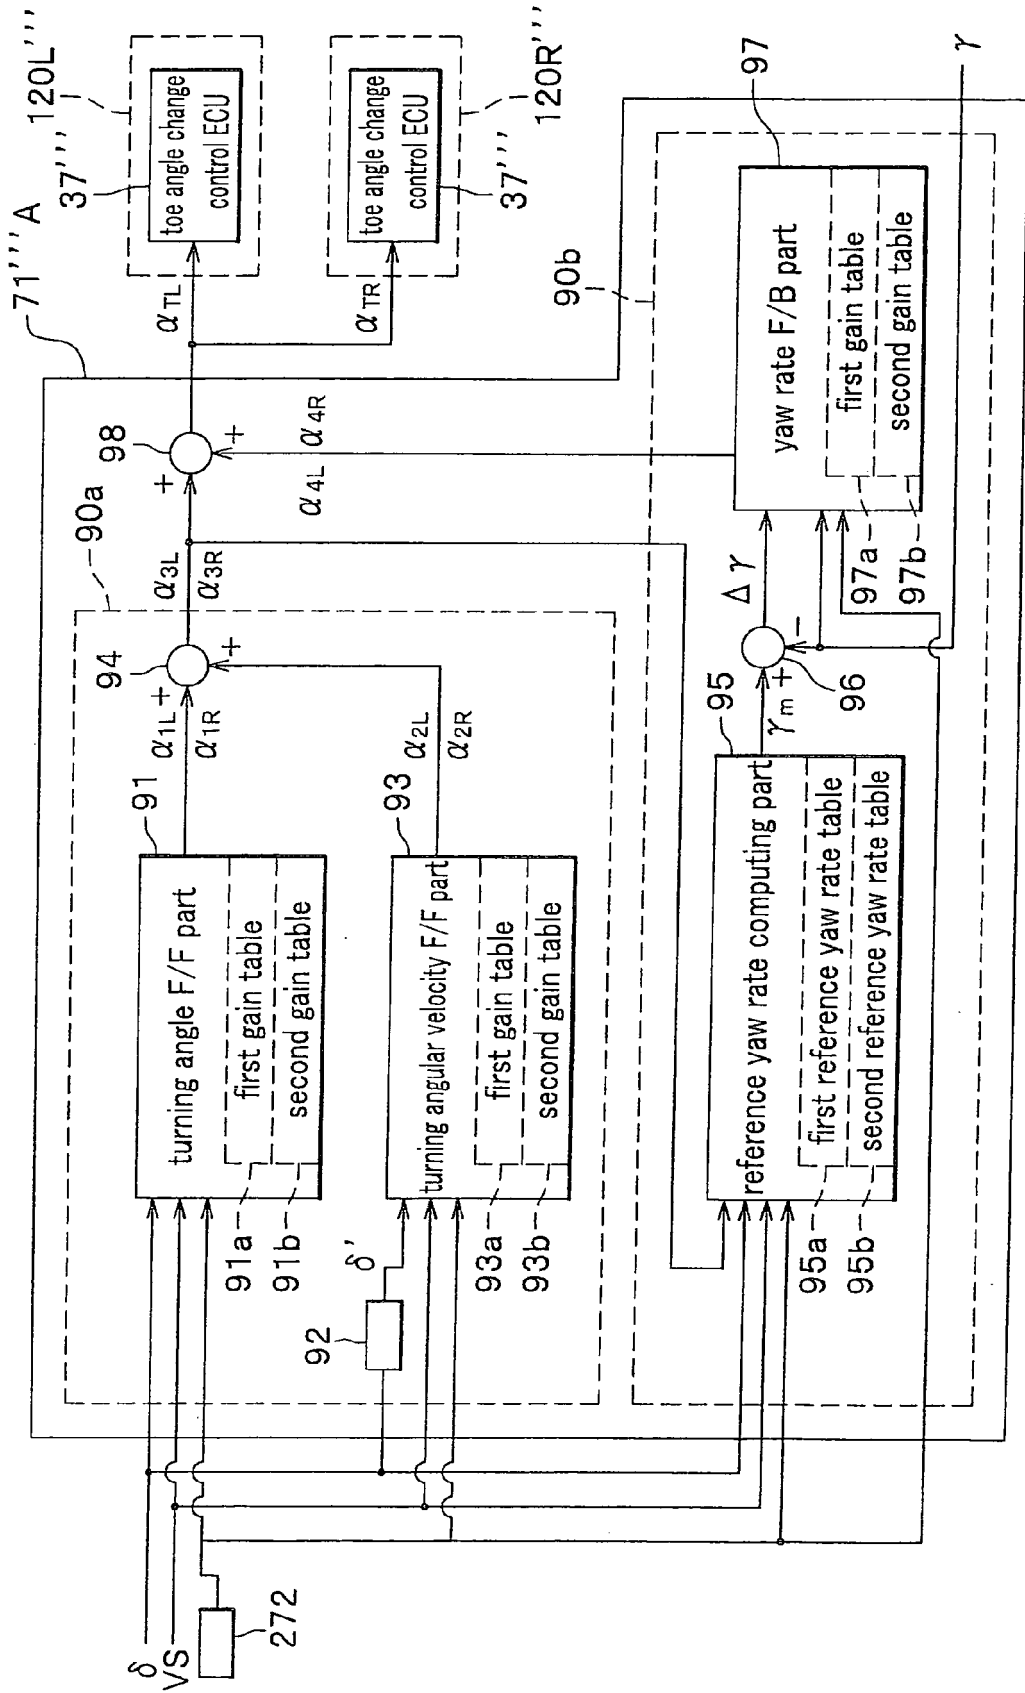 71'''A
120L''''
37''''
toe angle change
control ECU
αTL
αTR
toe angle change
control ECU
37''''
120R''''
90a
98
+
+
α4L
α4R
α3L
α3R
94
+
+
α1L
α1R
α2L
α2R
91
turning angle F/F part
first gain table
second gain table
91a
91b
93
turning angular velocity F/F part
first gain table
second gain table
93a
93b
92
δ'
δ
VS
272
90b
95
reference yaw rate computing part
first reference yaw rate table
second reference yaw rate table
95a
95b
γm
+
−
96
Δγ
97
yaw rate F/B part
first gain table
second gain table
97a
97b
γ